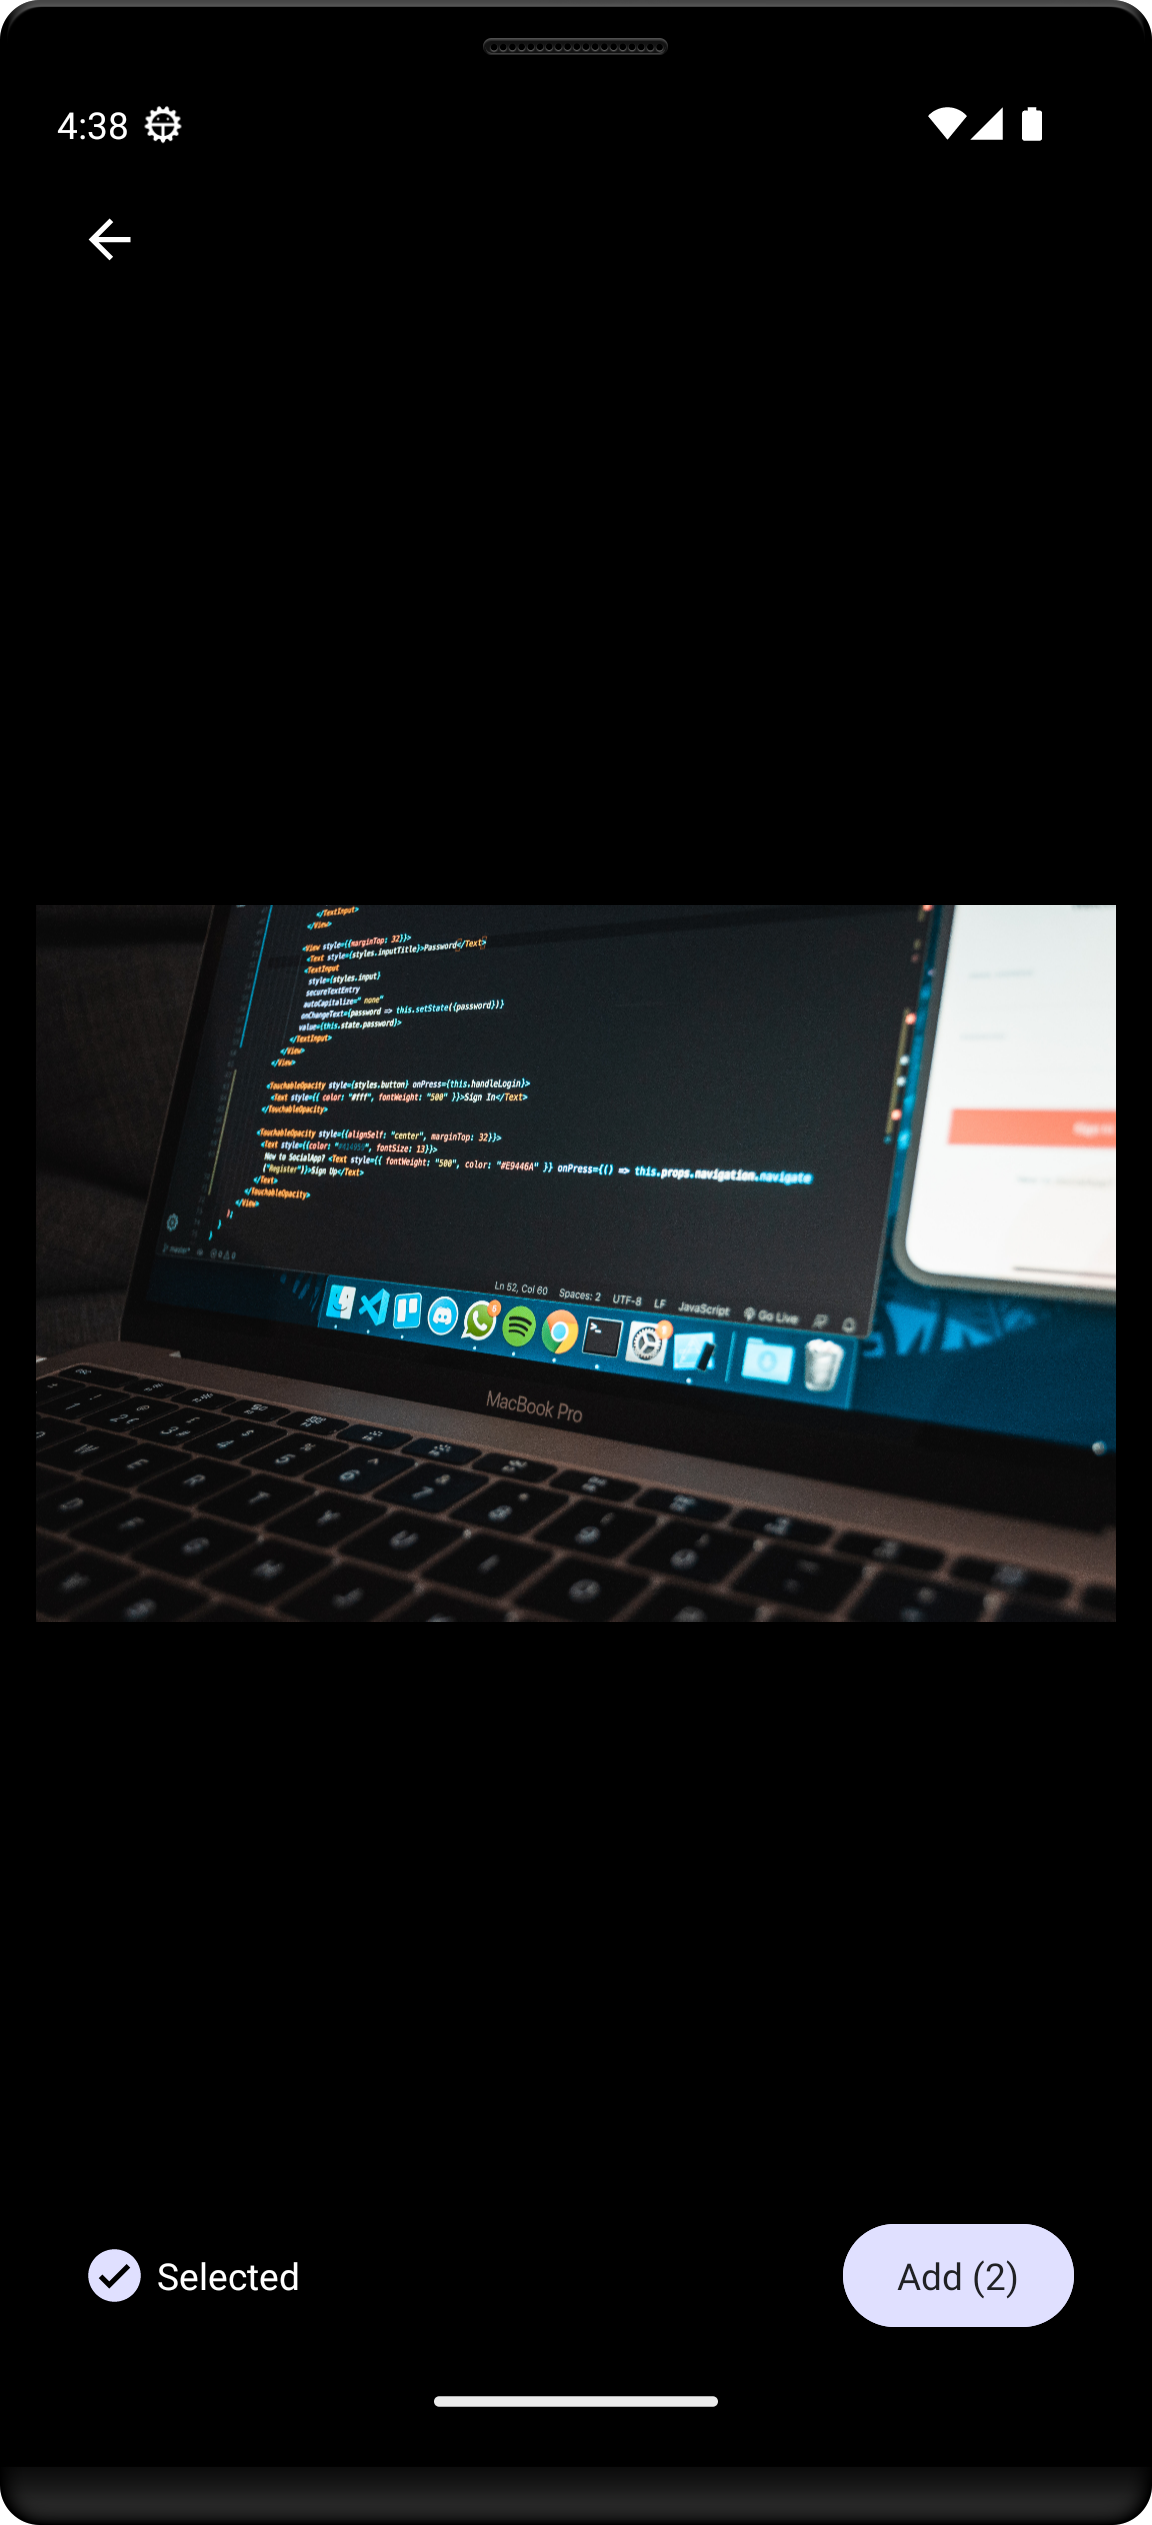 4:38
</TextInput>
</View>
<View style={{marginTop: 32}}>
<Text style={styles.inputTitle}>Password</Text>
<TextInput
style={styles.input}
secureTextEntry
autoCapitalize="none"
onChangeText={password => this.setState({password})}
value={this.state.password}>
</TextInput>
</View>
</View>
<TouchableOpacity style={styles.button} onPress={this.handleLogin}>
<Text style={{ color: "#fff", fontWeight: "500" }}>Sign In</Text>
</TouchableOpacity>
<TouchableOpacity style={{alignSelf: "center", marginTop: 32}}>
<Text style={{color: " ", fontSize: 13}}>
New to SocialApp? <Text style={{ fontWeight: "500", color: "#E9446A" }} onPress={() => this.props.navigation.navigate
("Register")}>Sign Up</Text>
</Text>
</TouchableOpacity>
</View>
);
}
}
master*
Ln 52, Col 60 Spaces: 2 UTF-8 LF JavaScript Go Live
MacBook Pro
Selected
Add (2)